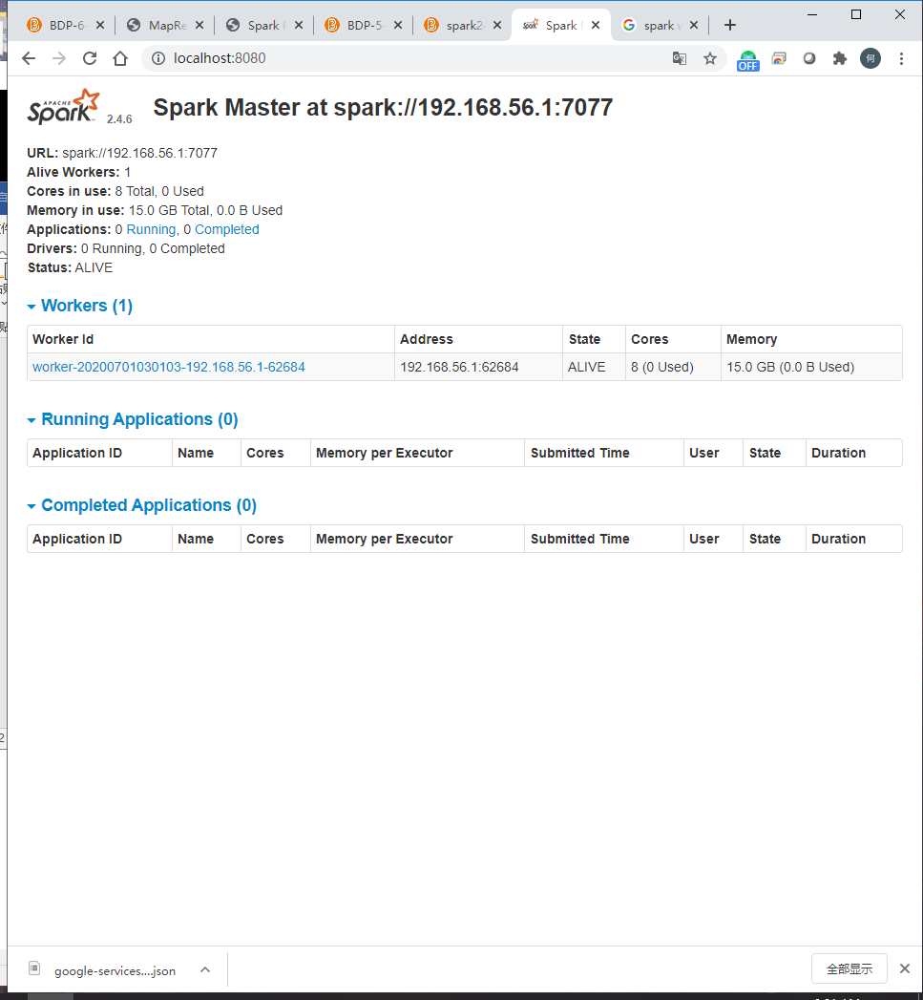 BDP-6- MapRe Spark P BDP-5- spark2- Spark spark v
localhost:8080
OFF
何
APACHE
Spark 2.4.6 Spark Master at spark://192.168.56.1:7077
URL: spark://192.168.56.1:7077
Alive Workers: 1
Cores in use: 8 Total, 0 Used
Memory in use: 15.0 GB Total, 0.0 B Used
Applications: 0 Running, 0 Completed
Drivers: 0 Running, 0 Completed
Status: ALIVE
Workers (1)
Worker Id Address State Cores Memory
worker-20200701030103-192.168.56.1-62684 192.168.56.1:62684 ALIVE 8 (0 Used) 15.0 GB (0.0 B Used)
Running Applications (0)
Application ID Name Cores Memory per Executor Submitted Time User State Duration
Completed Applications (0)
Application ID Name Cores Memory per Executor Submitted Time User State Duration
google-services....json 全部显示